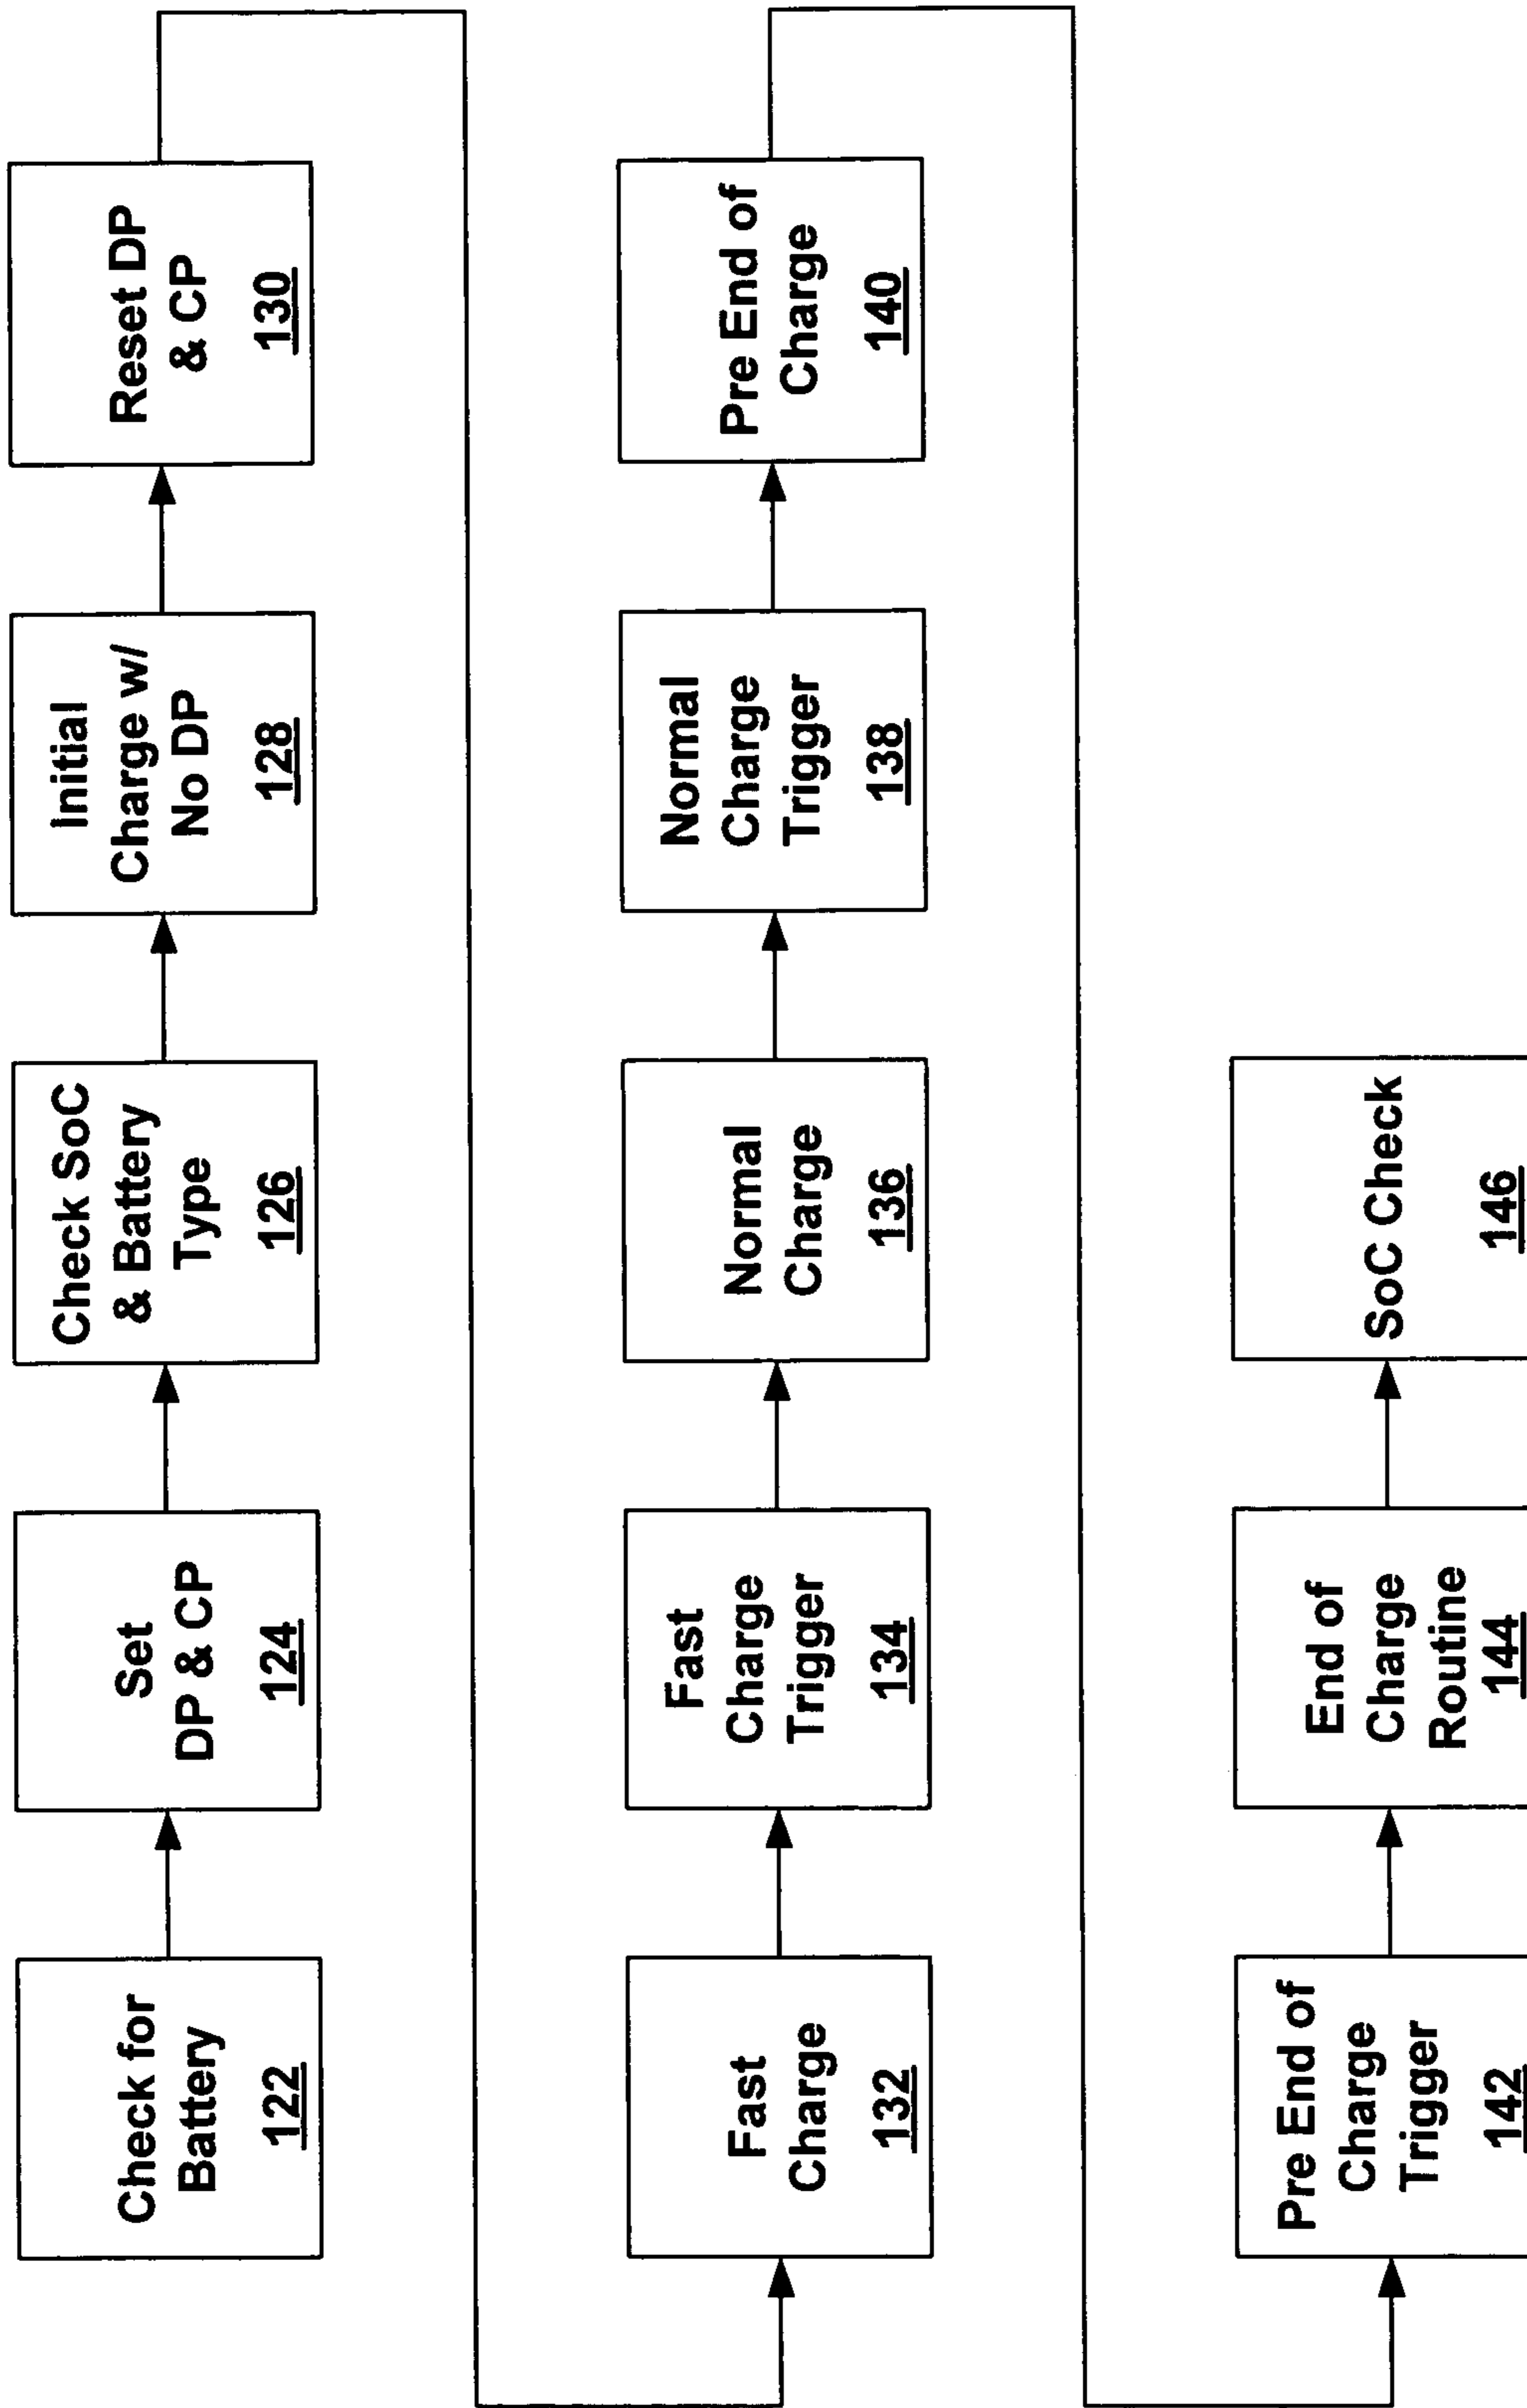 Check for
Battery
122
Set
DP & CP
124
Check SoC
& Battery
Type
126
Initial
Charge w/
No DP
128
Reset DP
& CP
130
Fast
Charge
132
Fast
Charge
Trigger
134
Normal
Charge
136
Normal
Charge
Trigger
138
Pre End of
Charge
140
Pre End of
Charge
Trigger
142
End of
Charge
Routine
144
SoC Check
146